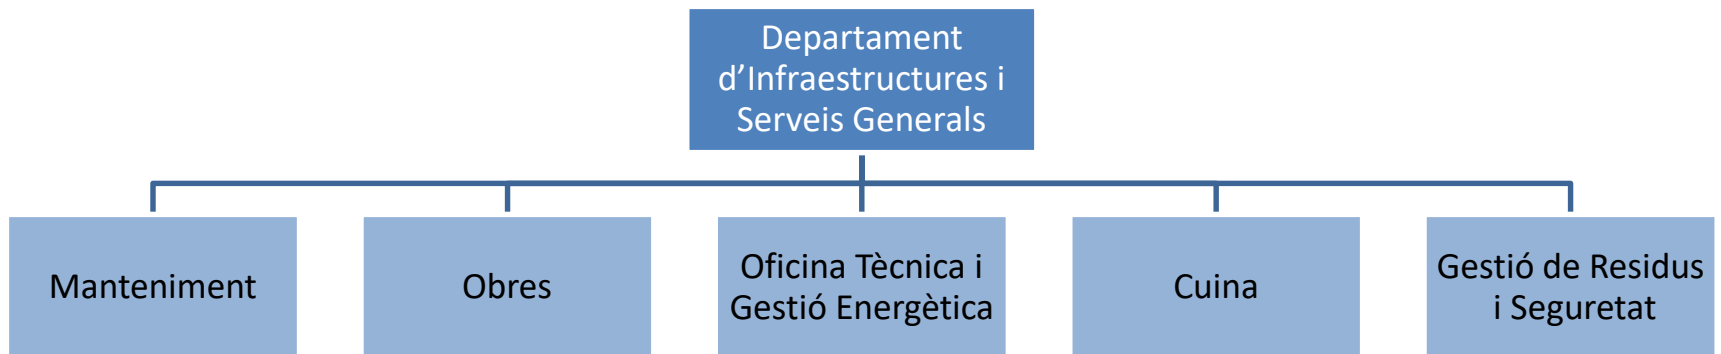 Departament
d’Infraestructures i
Serveis Generals
Manteniment
Obres
Oficina Tècnica i
Gestió Energètica
Cuina
Gestió de Residus
i Seguretat